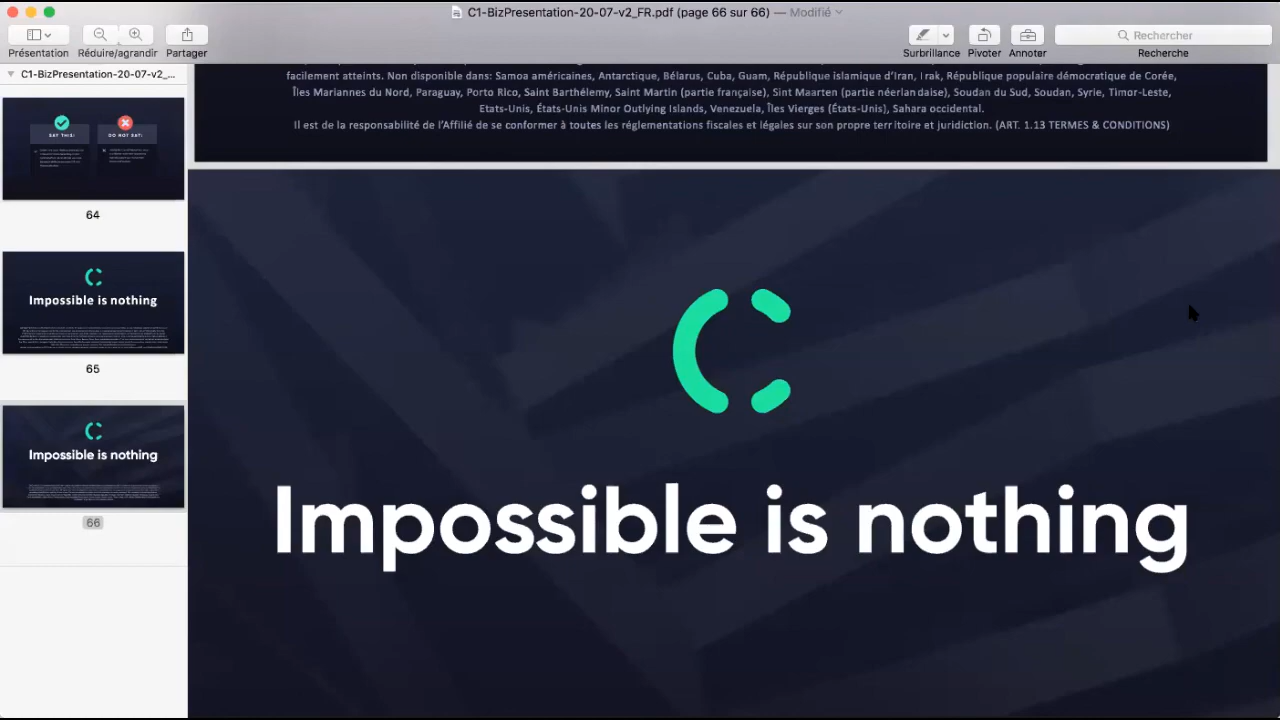 C1-BizPresentation-20-07-v2_FR.pdf (page 66 sur 66) — Modifié
Présentation
Réduire/agrandir
Partager
Surbrillance
Pivoter
Annoter
Rechercher
Recherche
C1-BizPresentation-20-07-v2_...
SAY THIS!
DO NOT SAY!
64
Impossible is nothing
65
Impossible is nothing
66
facilement atteints. Non disponible dans: Samoa américaines, Antarctique, Bélarus, Cuba, Guam, République islamique d'Iran, Irak, République populaire démocratique de Corée,
Îles Mariannes du Nord, Paraguay, Porto Rico, Saint Barthélemy, Saint Martin (partie française), Sint Maarten (partie néerlandaise), Soudan du Sud, Soudan, Syrie, Timor-Leste,
Etats-Unis, États-Unis Minor Outlying Islands, Venezuela, Îles Vierges (États-Unis), Sahara occidental.
Il est de la responsabilité de l'Affilié de se conformer à toutes les réglementations fiscales et légales sur son propre territoire et juridiction. (ART. 1.13 TERMS & CONDITIONS)
Impossible is nothing